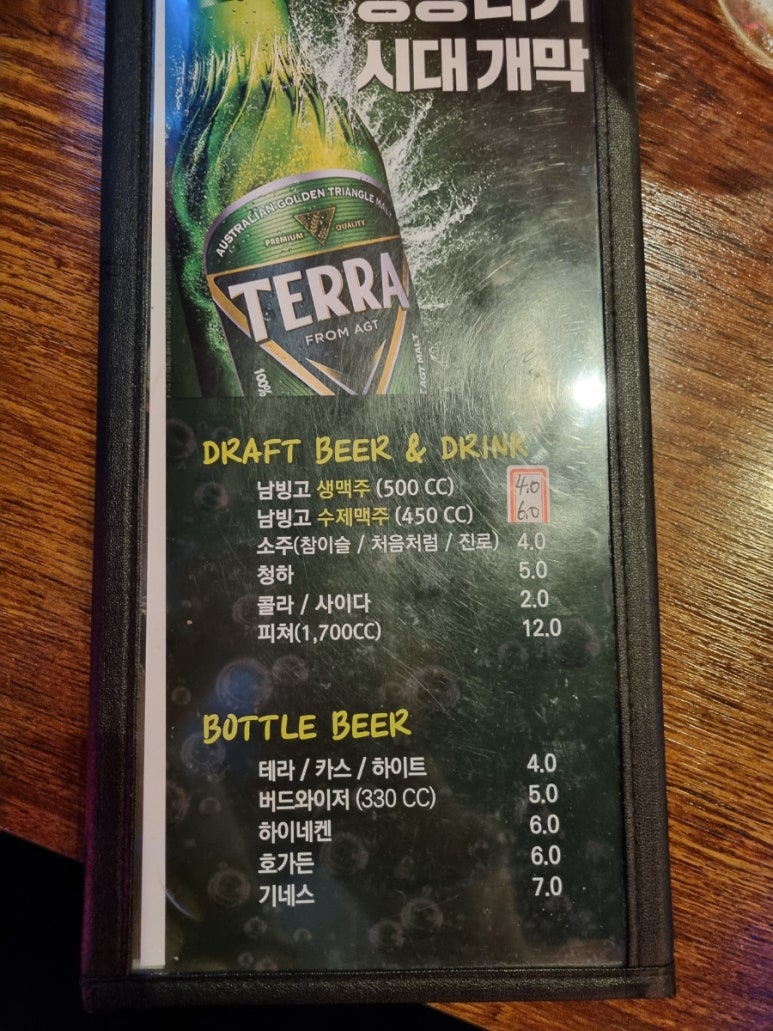 시대 개막
AUSTRALIAN GOLDEN TRIANGLE MALT
PREMIUM QUALITY
TERRA
FROM AGT
100%
AGT MALT
DRAFT BEER & DRINK
남빙고 생맥주 (500 CC) 4.0
남빙고 수제맥주 (450 CC) 6.0
소주(참이슬 / 처음처럼 / 진로) 4.0
청하 5.0
콜라 / 사이다 2.0
피쳐(1,700CC) 12.0
BOTTLE BEER
테라 / 카스 / 하이트 4.0
버드와이저 (330 CC) 5.0
하이네켄 6.0
호가든 6.0
기네스 7.0